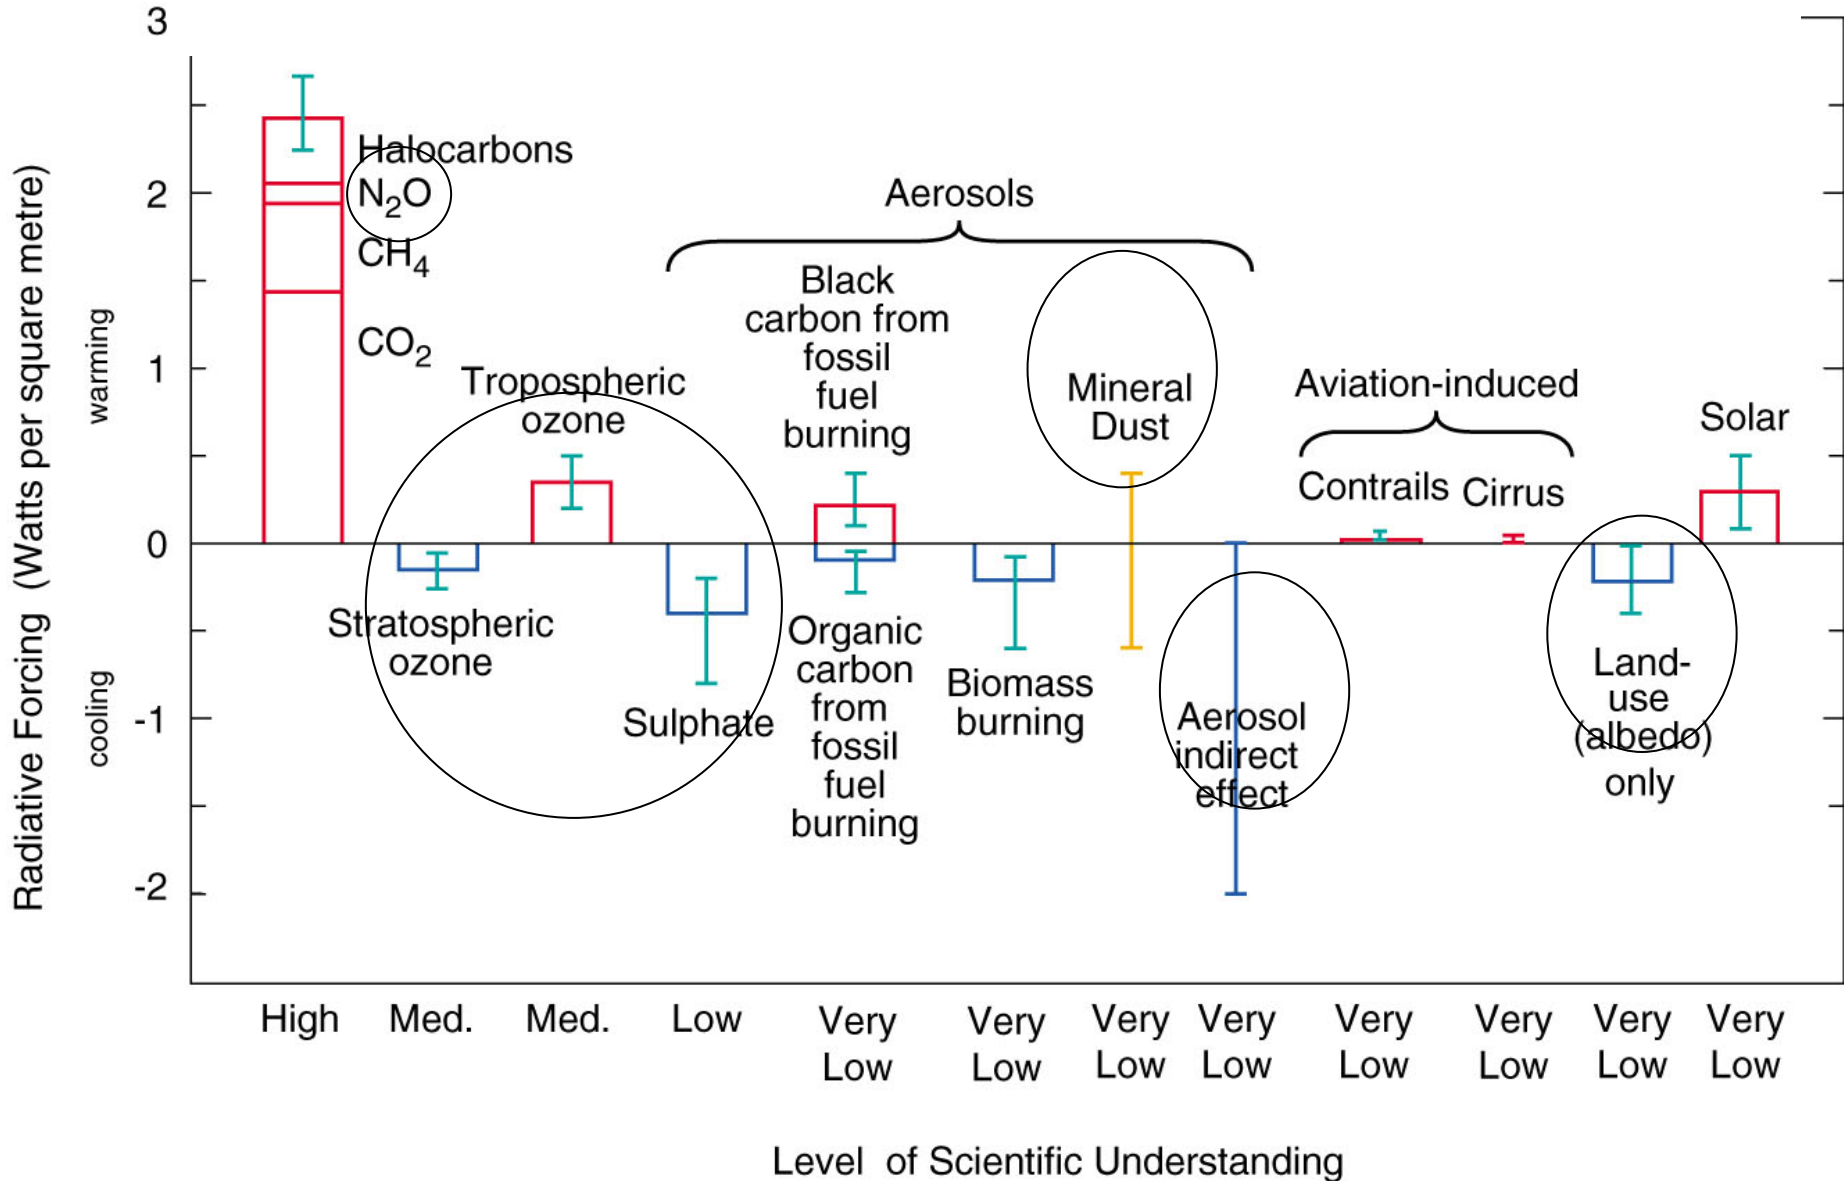 Radiative Forcing (Watts per square metre)
warming
cooling
3
2
1
0
-1
-2
Halocarbons
N₂O
CH₄
CO₂
Stratospheric
ozone
Tropospheric
ozone
Sulphate
Aerosols
Black
carbon from
fossil
fuel
burning
Organic
carbon
from
fossil
fuel
burning
Biomass
burning
Mineral
Dust
Aerosol
indirect
effect
Aviation-induced
Contrails
Cirrus
Land-
use
(albedo)
only
Solar
High
Med.
Med.
Low
Very
Low
Very
Low
Very
Low
Very
Low
Very
Low
Very
Low
Very
Low
Very
Low
Level of Scientific Understanding